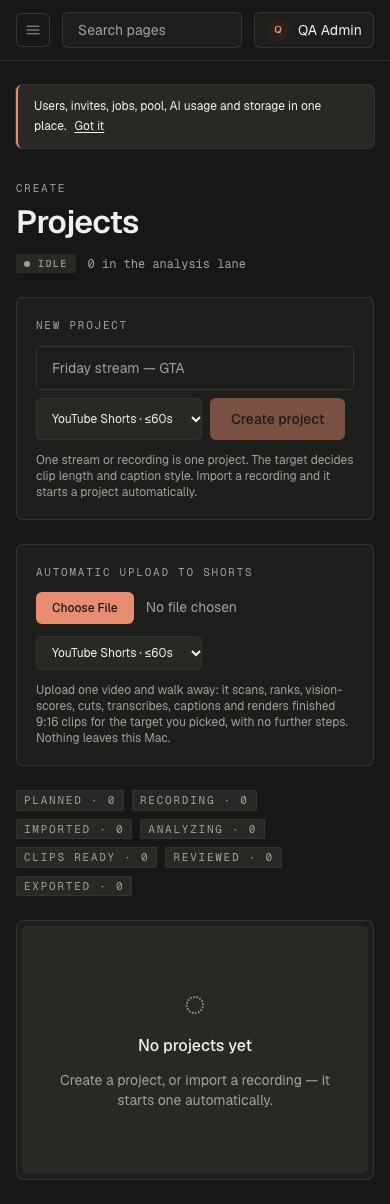 Search pages
Q QA Admin
Users, invites, jobs, pool, AI usage and storage in one
place. Got it
CREATE
Projects
IDLE 0 in the analysis lane
NEW PROJECT
Friday stream — GTA
YouTube Shorts · ≤60s Create project
One stream or recording is one project. The target decides
clip length and caption style. Import a recording and it
starts a project automatically.
AUTOMATIC UPLOAD TO SHORTS
Choose File No file chosen
YouTube Shorts · ≤60s
Upload one video and walk away: it scans, ranks, vision-
scores, cuts, transcribes, captions and renders finished
9:16 clips for the target you picked, with no further steps.
Nothing leaves this Mac.
PLANNED · 0 RECORDING · 0
IMPORTED · 0 ANALYZING · 0
CLIPS READY · 0 REVIEWED · 0
EXPORTED · 0
No projects yet
Create a project, or import a recording — it
starts one automatically.